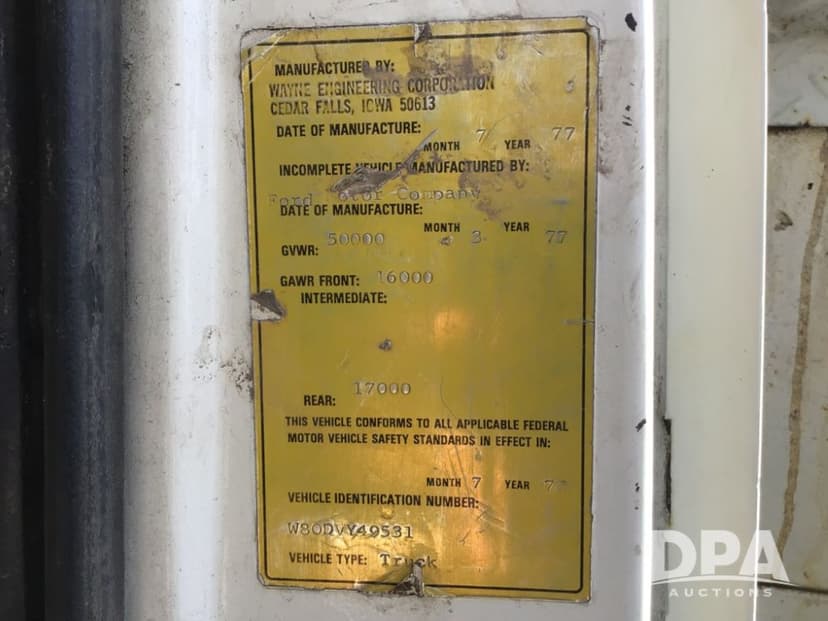 MANUFACTURED BY:
WAYNE ENGINEERING CORPORATION
CEDAR FALLS, IOWA 50613
DATE OF MANUFACTURE:
MONTH 7 YEAR 77
INCOMPLETE VEHICLE MANUFACTURED BY:
Ford Motor Company
DATE OF MANUFACTURE:
MONTH 3 YEAR 77
GVWR: 50000
GAWR FRONT: 16000
INTERMEDIATE:
REAR: 17000
THIS VEHICLE CONFORMS TO ALL APPLICABLE FEDERAL
MOTOR VEHICLE SAFETY STANDARDS IN EFFECT IN:
MONTH 7 YEAR 77
VEHICLE IDENTIFICATION NUMBER:
W80DVY49531
VEHICLE TYPE: Truck
DPA
AUCTIONS